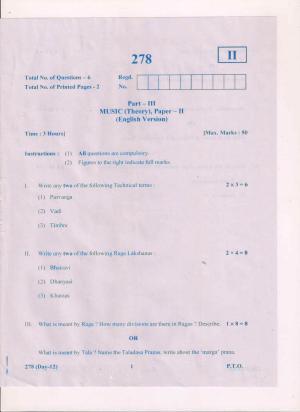 278
II
Total No. of Questions – 6
Regd.
Total No. of Printed Pages - 2
No.
Part – III
MUSIC (Theory), Paper – II
(English Version)
Time : 3 Hours]
[Max. Marks : 50
Instructions : (1) All questions are compulsory.
(2) Figures to the right indicate full marks.
I. Write any two of the following Technical terms : 2 x 3 = 6
(1) Purvanga
(2) Vadi
(3) Timbre
II. Write any two of the following Raga Lakshanas : 2 x 4 = 8
(1) Bhairavi
(2) Dhanyasi
(3) Khamas
III. What is meant by Raga ? How many divisions are there in Ragas ? Describe. 1 x 8 = 8
OR
What is meant by Tala ? Name the Taladasa Pranas, write about the 'marga' prana.
278 (Day-12)
1
P.T.O.